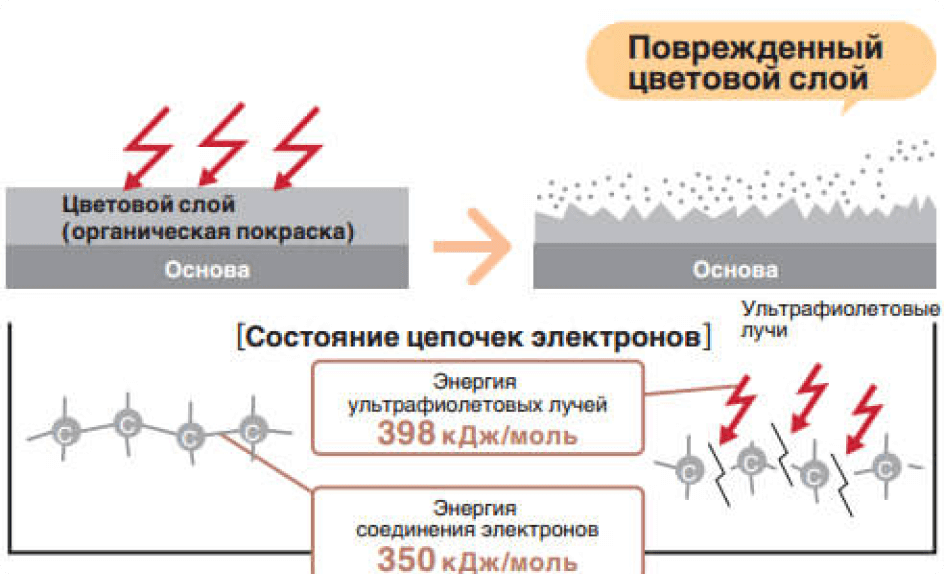 Поврежденный
цветовой слой
Цветовой слой
(органическая покраска)
Основа
Основа
Ультрафиолетовые
лучи
[Состояние цепочек электронов]
Энергия
ультрафиолетовых лучей
398 кДж/моль
C C C C
C C C C
Энергия
соединения электронов
350 кДж/моль